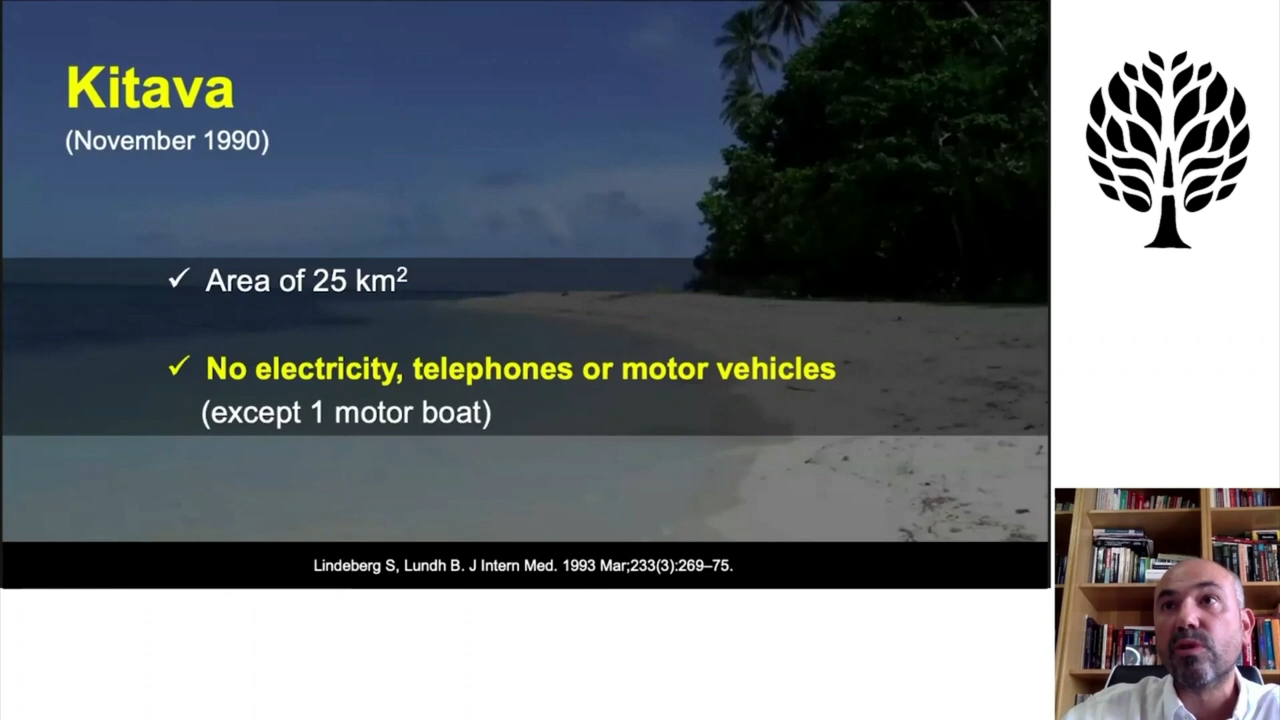 Kitava
(November 1990)
✓ Area of 25 km²
✓ No electricity, telephones or motor vehicles
(except 1 motor boat)
Lindeberg S, Lundh B. J Intern Med. 1993 Mar;233(3):269–75.